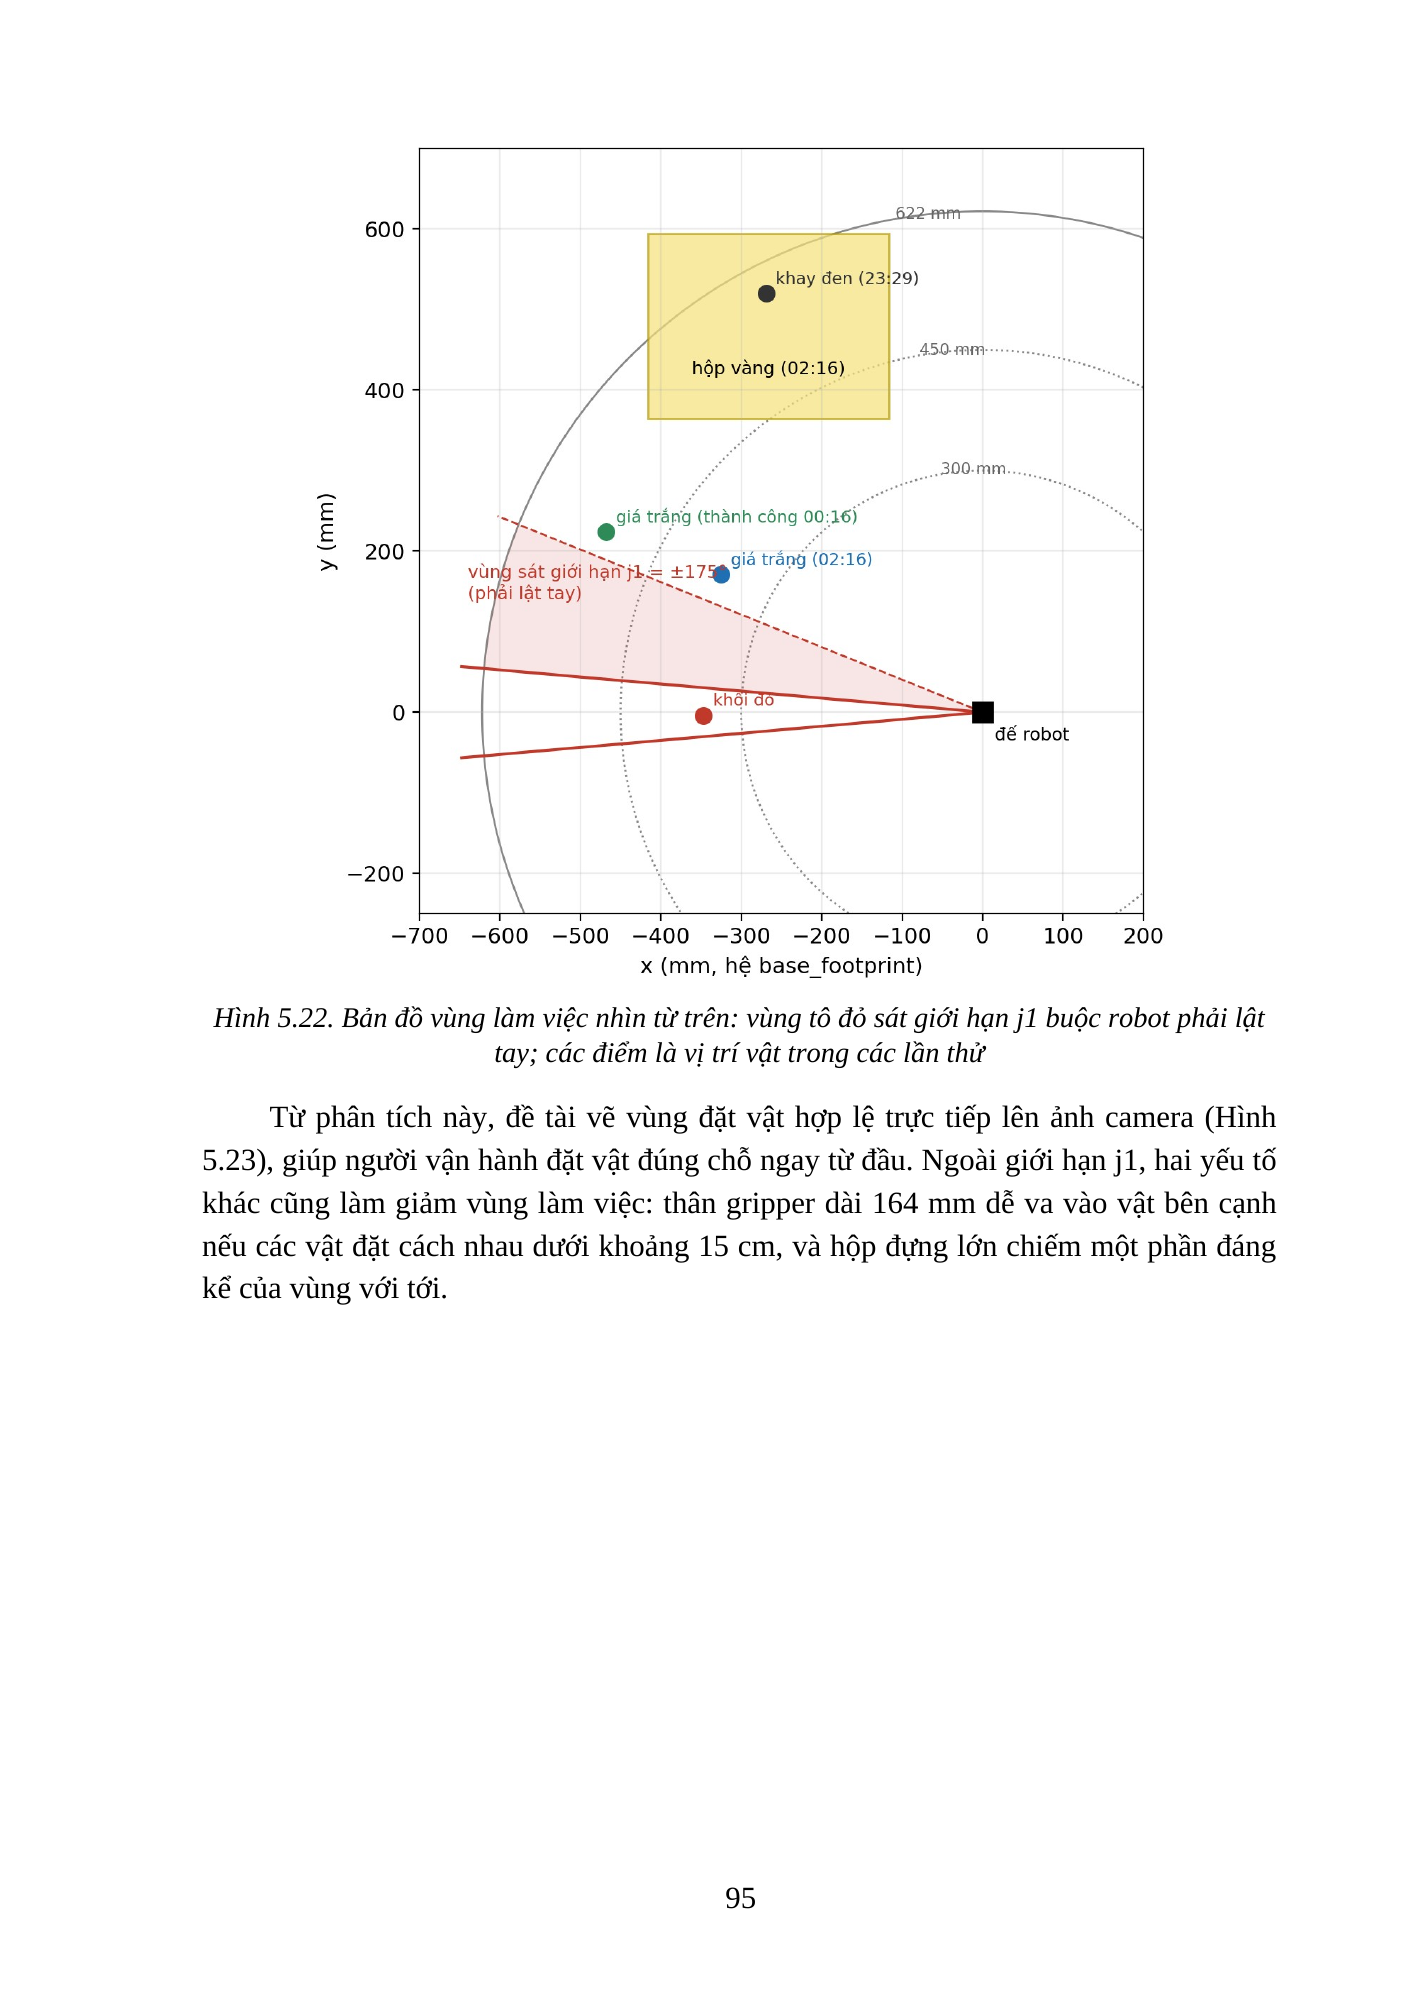 622 mm
600
khay đen (23:29)
450 mm
hộp vàng (02:16)
400
300 mm
giá trắng (thành công 00:16)
y (mm)
200
giá trắng (02:16)
vùng sát giới hạn j1 = ±175°
(phải lật tay)
khối đỏ
0
đế robot
−200
−700 −600 −500 −400 −300 −200 −100 0 100 200
x (mm, hệ base_footprint)
Hình 5.22. Bản đồ vùng làm việc nhìn từ trên: vùng tô đỏ sát giới hạn j1 buộc robot phải lật
tay; các điểm là vị trí vật trong các lần thử
Từ phân tích này, đề tài vẽ vùng đặt vật hợp lệ trực tiếp lên ảnh camera (Hình
5.23), giúp người vận hành đặt vật đúng chỗ ngay từ đầu. Ngoài giới hạn j1, hai yếu tố
khác cũng làm giảm vùng làm việc: thân gripper dài 164 mm dễ va vào vật bên cạnh
nếu các vật đặt cách nhau dưới khoảng 15 cm, và hộp đựng lớn chiếm một phần đáng
kể của vùng với tới.
95